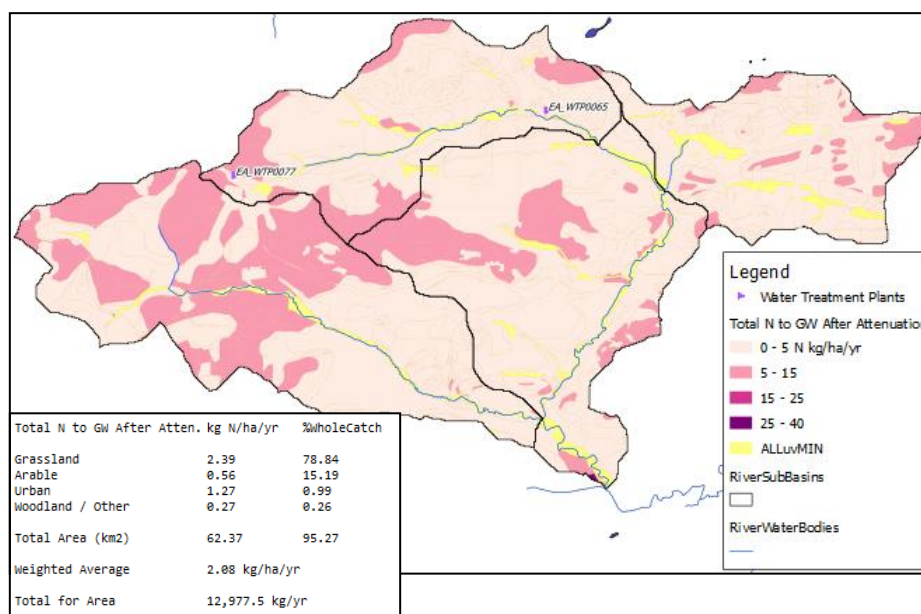 EA_WTP0065
EA_WTP0077
Legend
Water Treatment Plants
Total N to GW After Attenuation
0 - 5 N kg/ha/yr
5 - 15
15 - 25
25 - 40
ALLuvMIN
RiverSubBasins
RiverWaterBodies
Total N to GW After Atten. kg N/ha/yr %WholeCatch
Grassland 2.39 78.84
Arable 0.56 15.19
Urban 1.27 0.99
Woodland / Other 0.27 0.26
Total Area (km2) 62.37 95.27
Weighted Average 2.08 kg/ha/yr
Total for Area 12,977.5 kg/yr